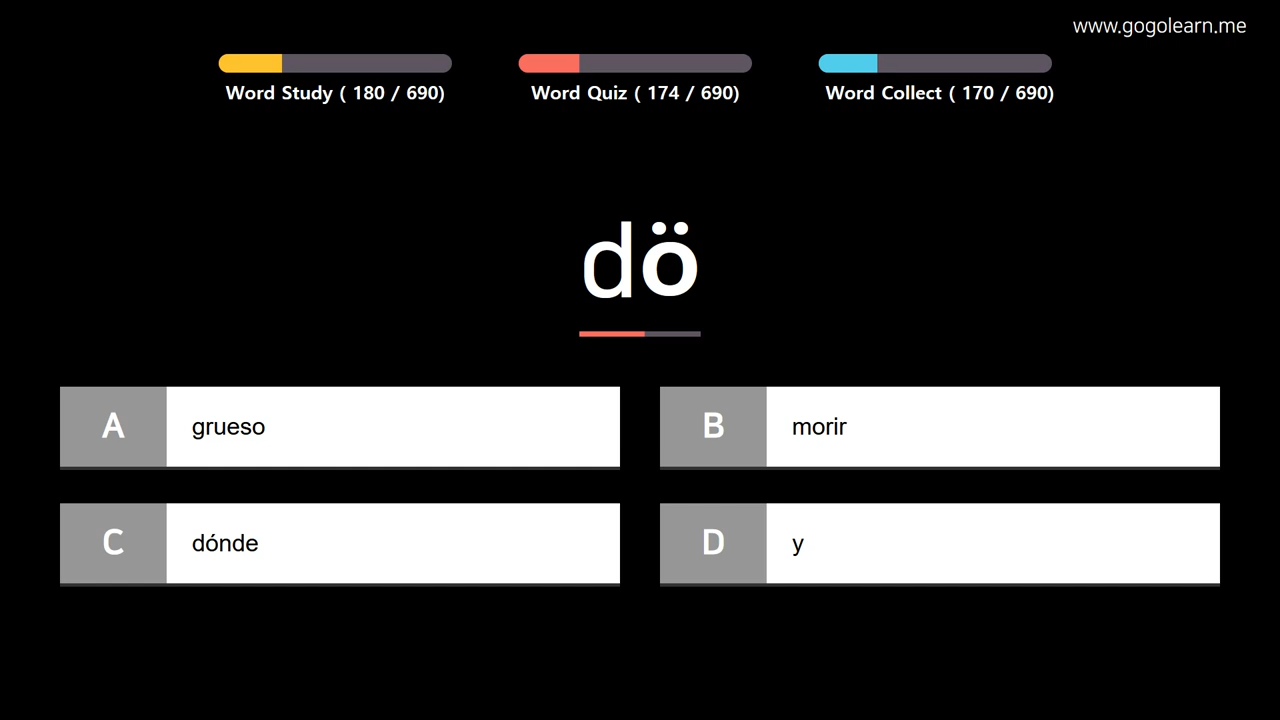 www.gogolearn.me
Word Study ( 180 / 690)
Word Quiz ( 174 / 690)
Word Collect ( 170 / 690)
dö
A grueso
B morir
C dónde
D y